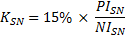 K_SN = 15% × PI_SN / NI_SN